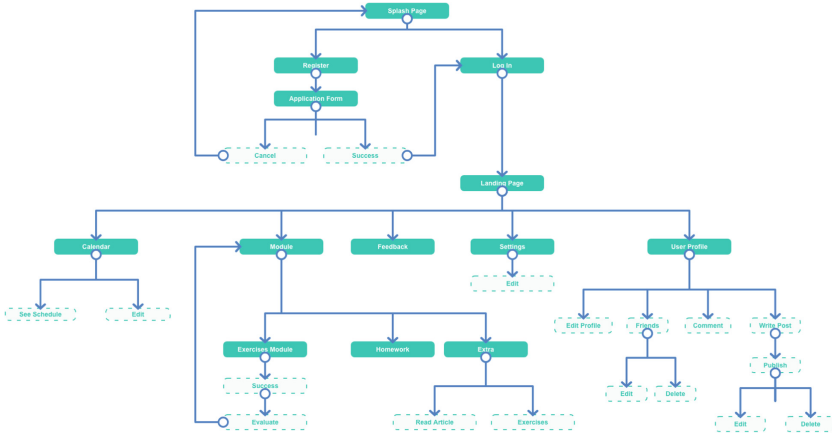 Splash Page
Register
Log In
Application Form
Cancel
Success
Landing Page
Calendar
Module
Feedback
Settings
User Profile
Edit
See Schedule
Edit
Edit Profile
Friends
Comment
Write Post
Exercises Module
Homework
Extra
Publish
Success
Edit
Delete
Evaluate
Read Article
Exercises
Edit
Delete